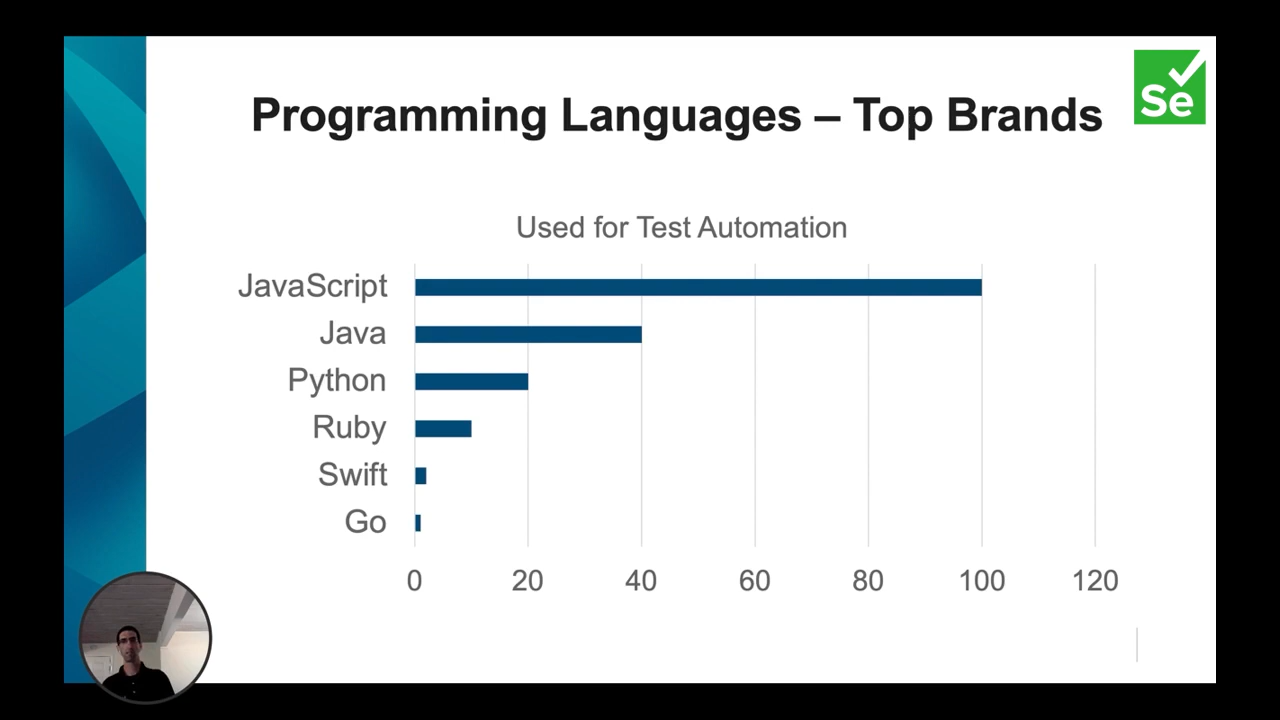 Programming Languages – Top Brands
Se
Used for Test Automation
JavaScript
Java
Python
Ruby
Swift
Go
0 20 40 60 80 100 120